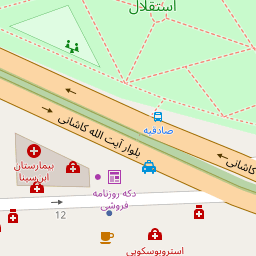 استقلال
صادقیه
بلوار آیت الله کاشانی
کاشانی
بیمارستان
ابن‌سینا
دکه روزنامه
فروشی
12
استروبوسکوپی